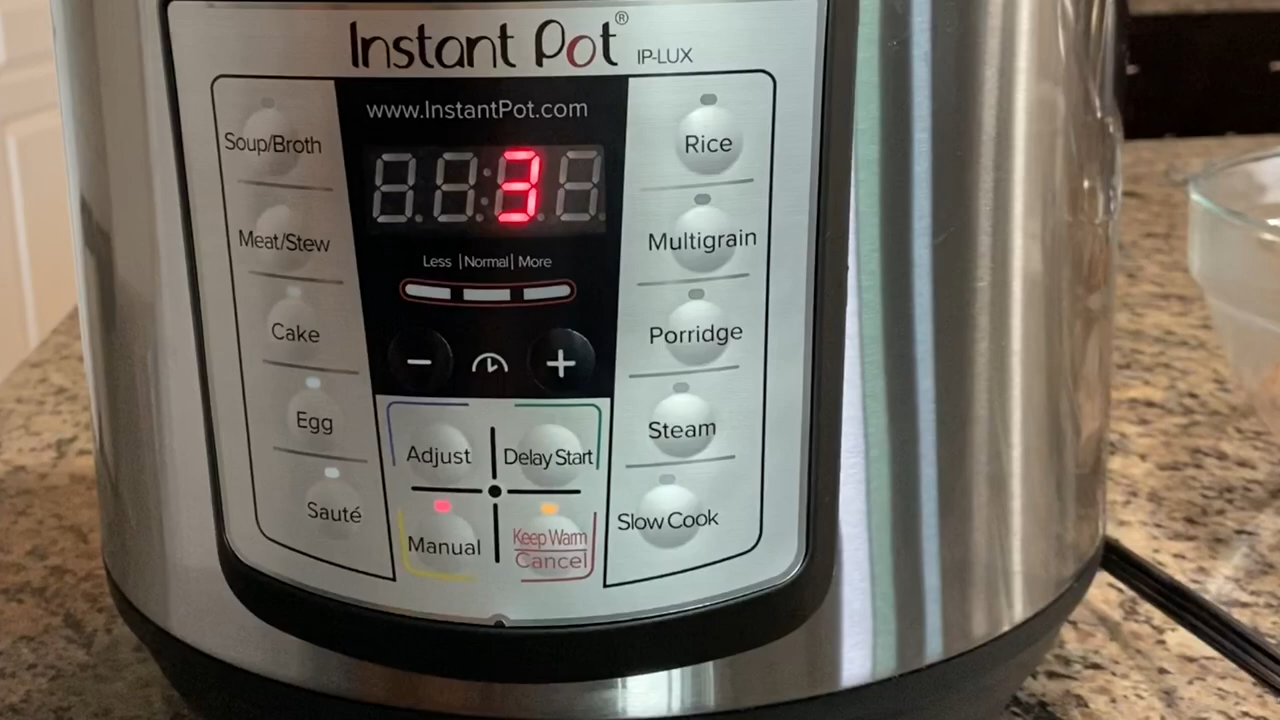 Instant Pot® IP-LUX
www.InstantPot.com
3
Less |Normal| More
− +
Soup/Broth
Meat/Stew
Cake
Egg
Sauté
Adjust
Delay Start
Manual
Keep Warm
Cancel
Rice
Multigrain
Porridge
Steam
Slow Cook